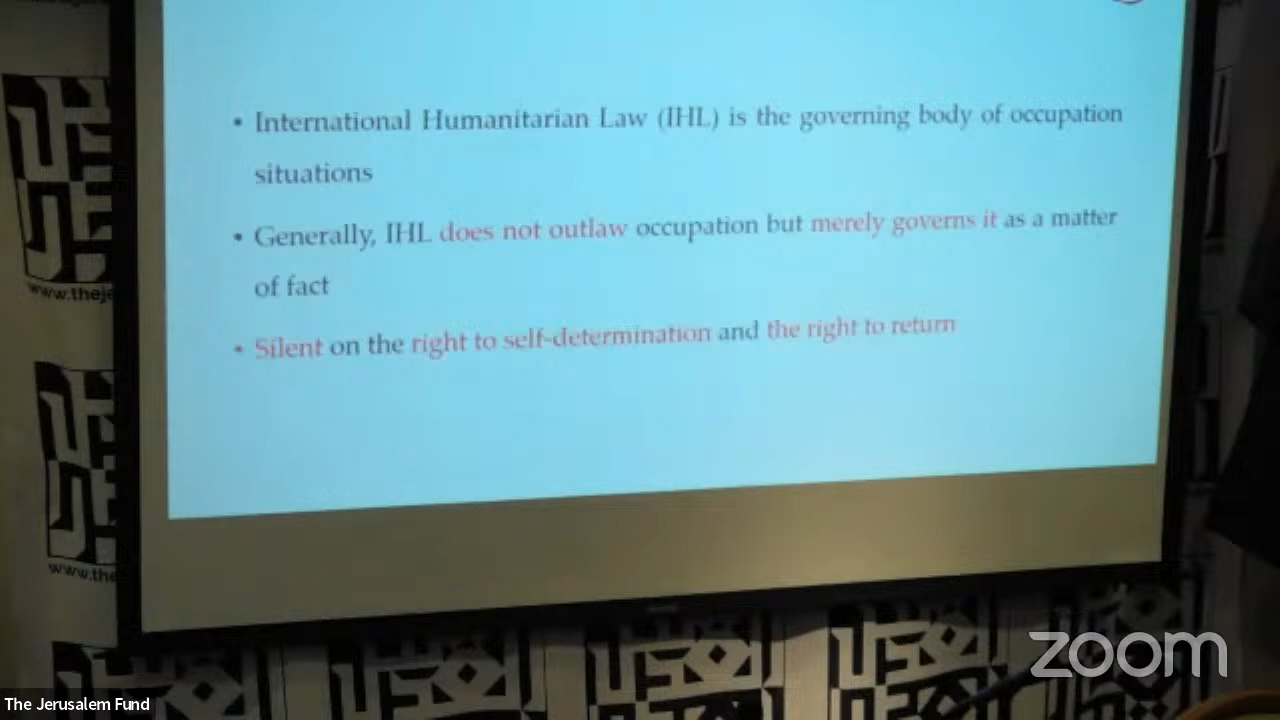 • International Humanitarian Law (IHL) is the governing body of occupation
situations
• Generally, IHL does not outlaw occupation but merely governs it as a matter
of fact
• Silent on the right to self-determination and the right to return
www.theje
www.the
zoom
The Jerusalem Fund